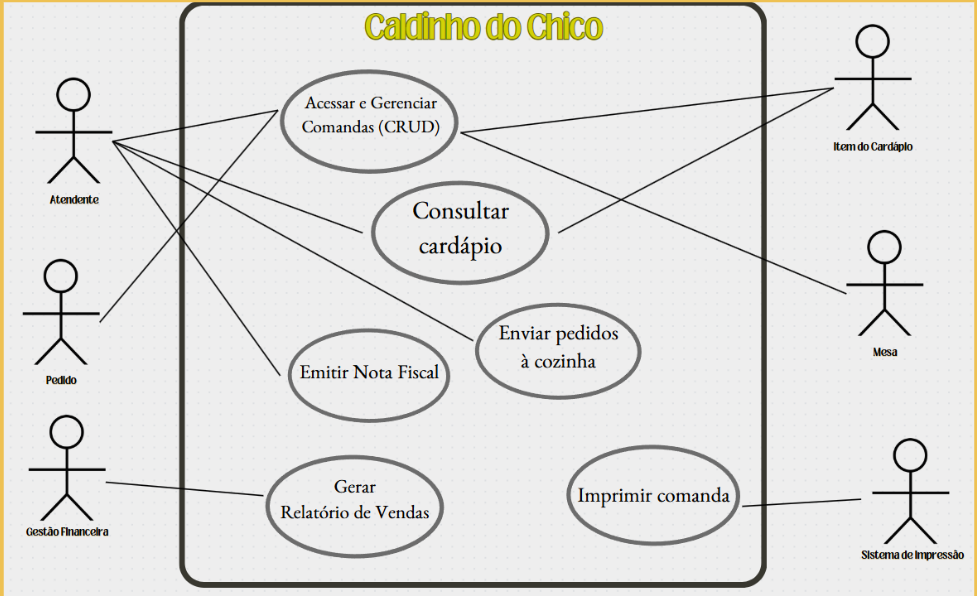 Caldinho do Chico
Acessar e Gerenciar
Comandas (CRUD)
Item do Cardápio
Atendente
Consultar
cardápio
Enviar pedidos
à cozinha
Mesa
Emitir Nota Fiscal
Pedido
Gerar
Relatório de Vendas
Imprimir comanda
Gestão Financeira
Sistema de Impressão